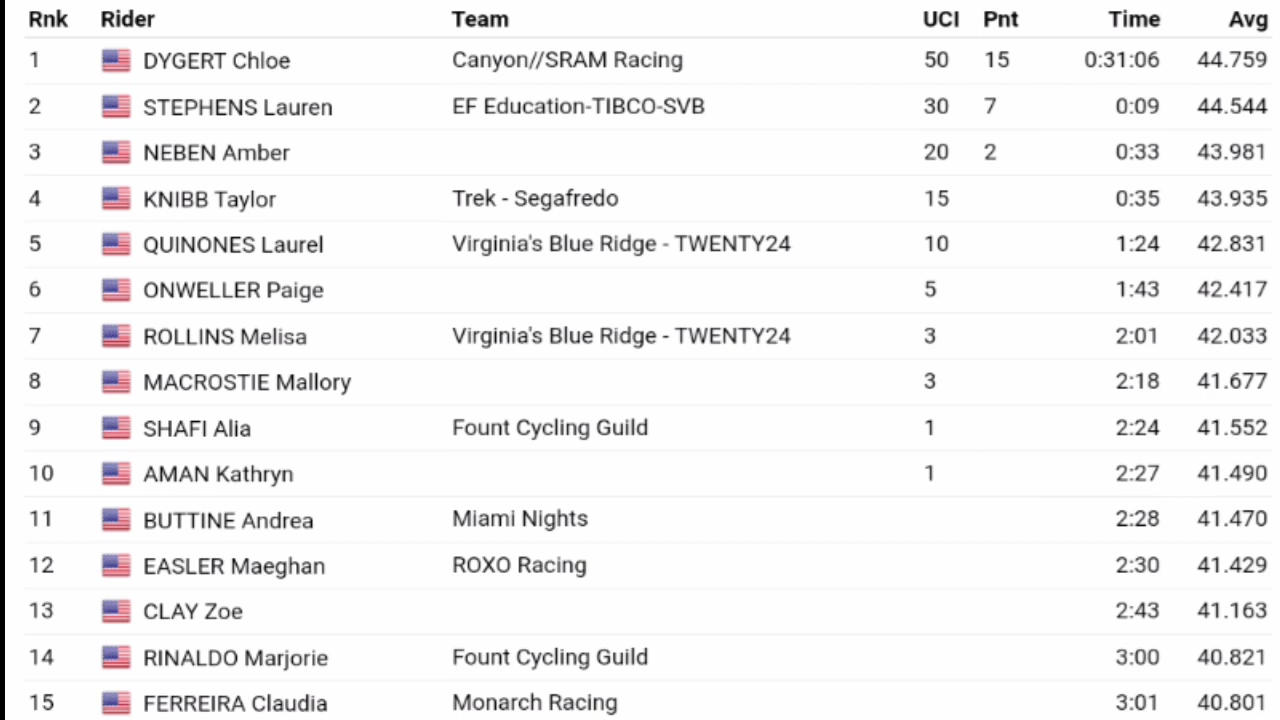 Rnk Rider Team UCI Pnt Time Avg
1 DYGERT Chloe Canyon//SRAM Racing 50 15 0:31:06 44.759
2 STEPHENS Lauren EF Education-TIBCO-SVB 30 7 0:09 44.544
3 NEBEN Amber 20 2 0:33 43.981
4 KNIBB Taylor Trek - Segafredo 15 0:35 43.935
5 QUINONES Laurel Virginia's Blue Ridge - TWENTY24 10 1:24 42.831
6 ONWELLER Paige 5 1:43 42.417
7 ROLLINS Melisa Virginia's Blue Ridge - TWENTY24 3 2:01 42.033
8 MACROSTIE Mallory 3 2:18 41.677
9 SHAFI Alia Fount Cycling Guild 1 2:24 41.552
10 AMAN Kathryn 1 2:27 41.490
11 BUTTINE Andrea Miami Nights 2:28 41.470
12 EASLER Maeghan ROXO Racing 2:30 41.429
13 CLAY Zoe 2:43 41.163
14 RINALDO Marjorie Fount Cycling Guild 3:00 40.821
15 FERREIRA Claudia Monarch Racing 3:01 40.801